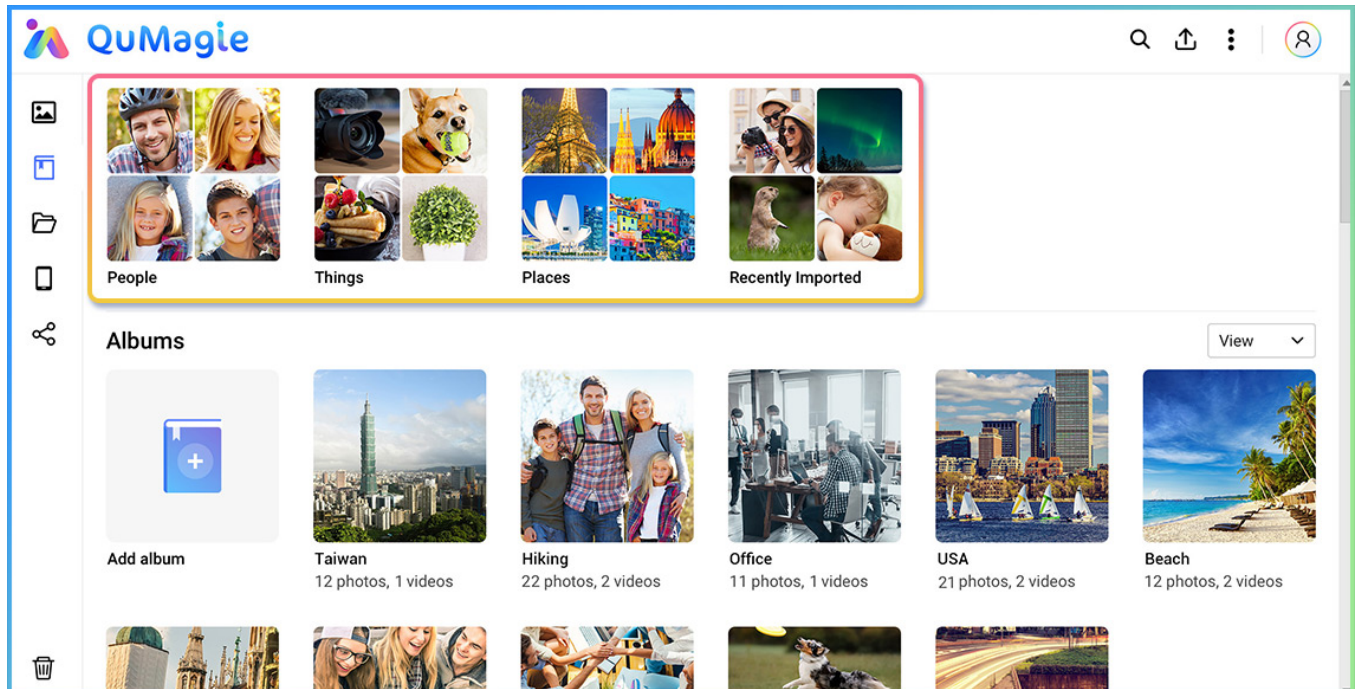 QuMagie
People
Things
Places
Recently Imported
Albums
View
Add album
Taiwan
12 photos, 1 videos
Hiking
22 photos, 2 videos
Office
11 photos, 1 videos
USA
21 photos, 2 videos
Beach
12 photos, 2 videos